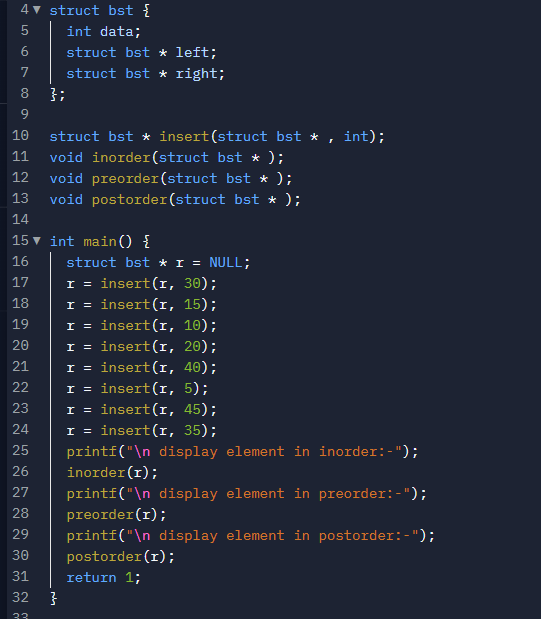 4 ▼ struct bst {
5 int data;
6 struct bst * left;
7 struct bst * right;
8 };
9
10 struct bst * insert(struct bst * , int);
11 void inorder(struct bst * );
12 void preorder(struct bst * );
13 void postorder(struct bst * );
14
15 ▼ int main() {
16 struct bst * r = NULL;
17 r = insert(r, 30);
18 r = insert(r, 15);
19 r = insert(r, 10);
20 r = insert(r, 20);
21 r = insert(r, 40);
22 r = insert(r, 5);
23 r = insert(r, 45);
24 r = insert(r, 35);
25 printf("\n display element in inorder:-");
26 inorder(r);
27 printf("\n display element in preorder:-");
28 preorder(r);
29 printf("\n display element in postorder:-");
30 postorder(r);
31 return 1;
32 }
33